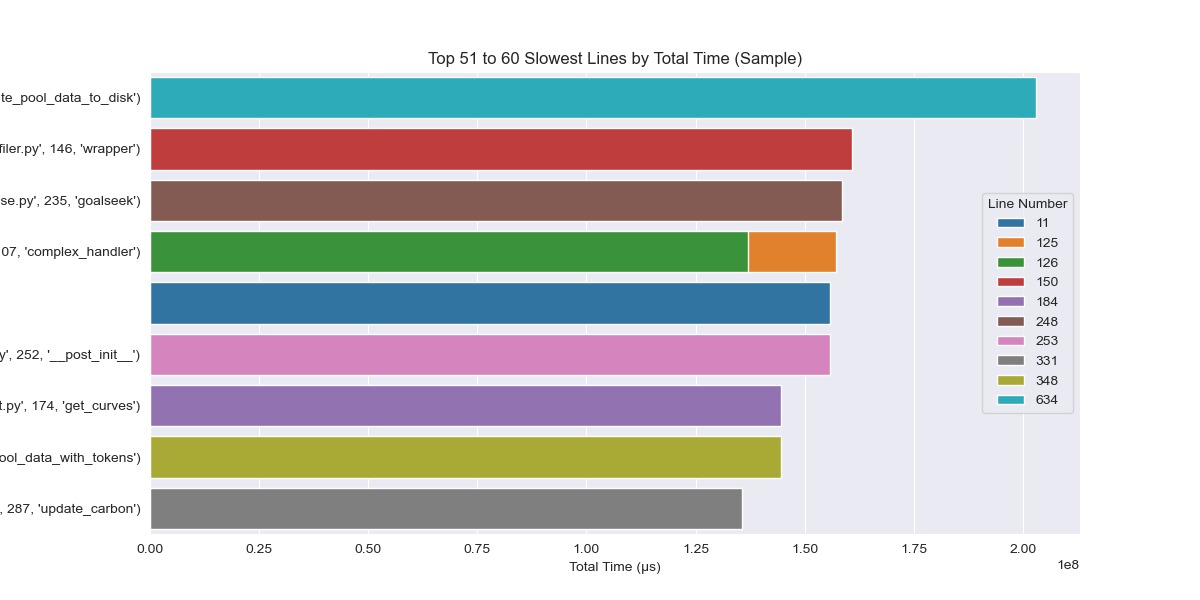 Top 51 to 60 Slowest Lines by Total Time (Sample)
te_pool_data_to_disk')
filer.py', 146, 'wrapper')
se.py', 235, 'goalseek')
07, 'complex_handler')
y', 252, '__post_init__')
t.py', 174, 'get_curves')
ool_data_with_tokens')
, 287, 'update_carbon')
Line Number
11
125
126
150
184
248
253
331
348
634
0.00 0.25 0.50 0.75 1.00 1.25 1.50 1.75 2.00
1e8
Total Time (µs)